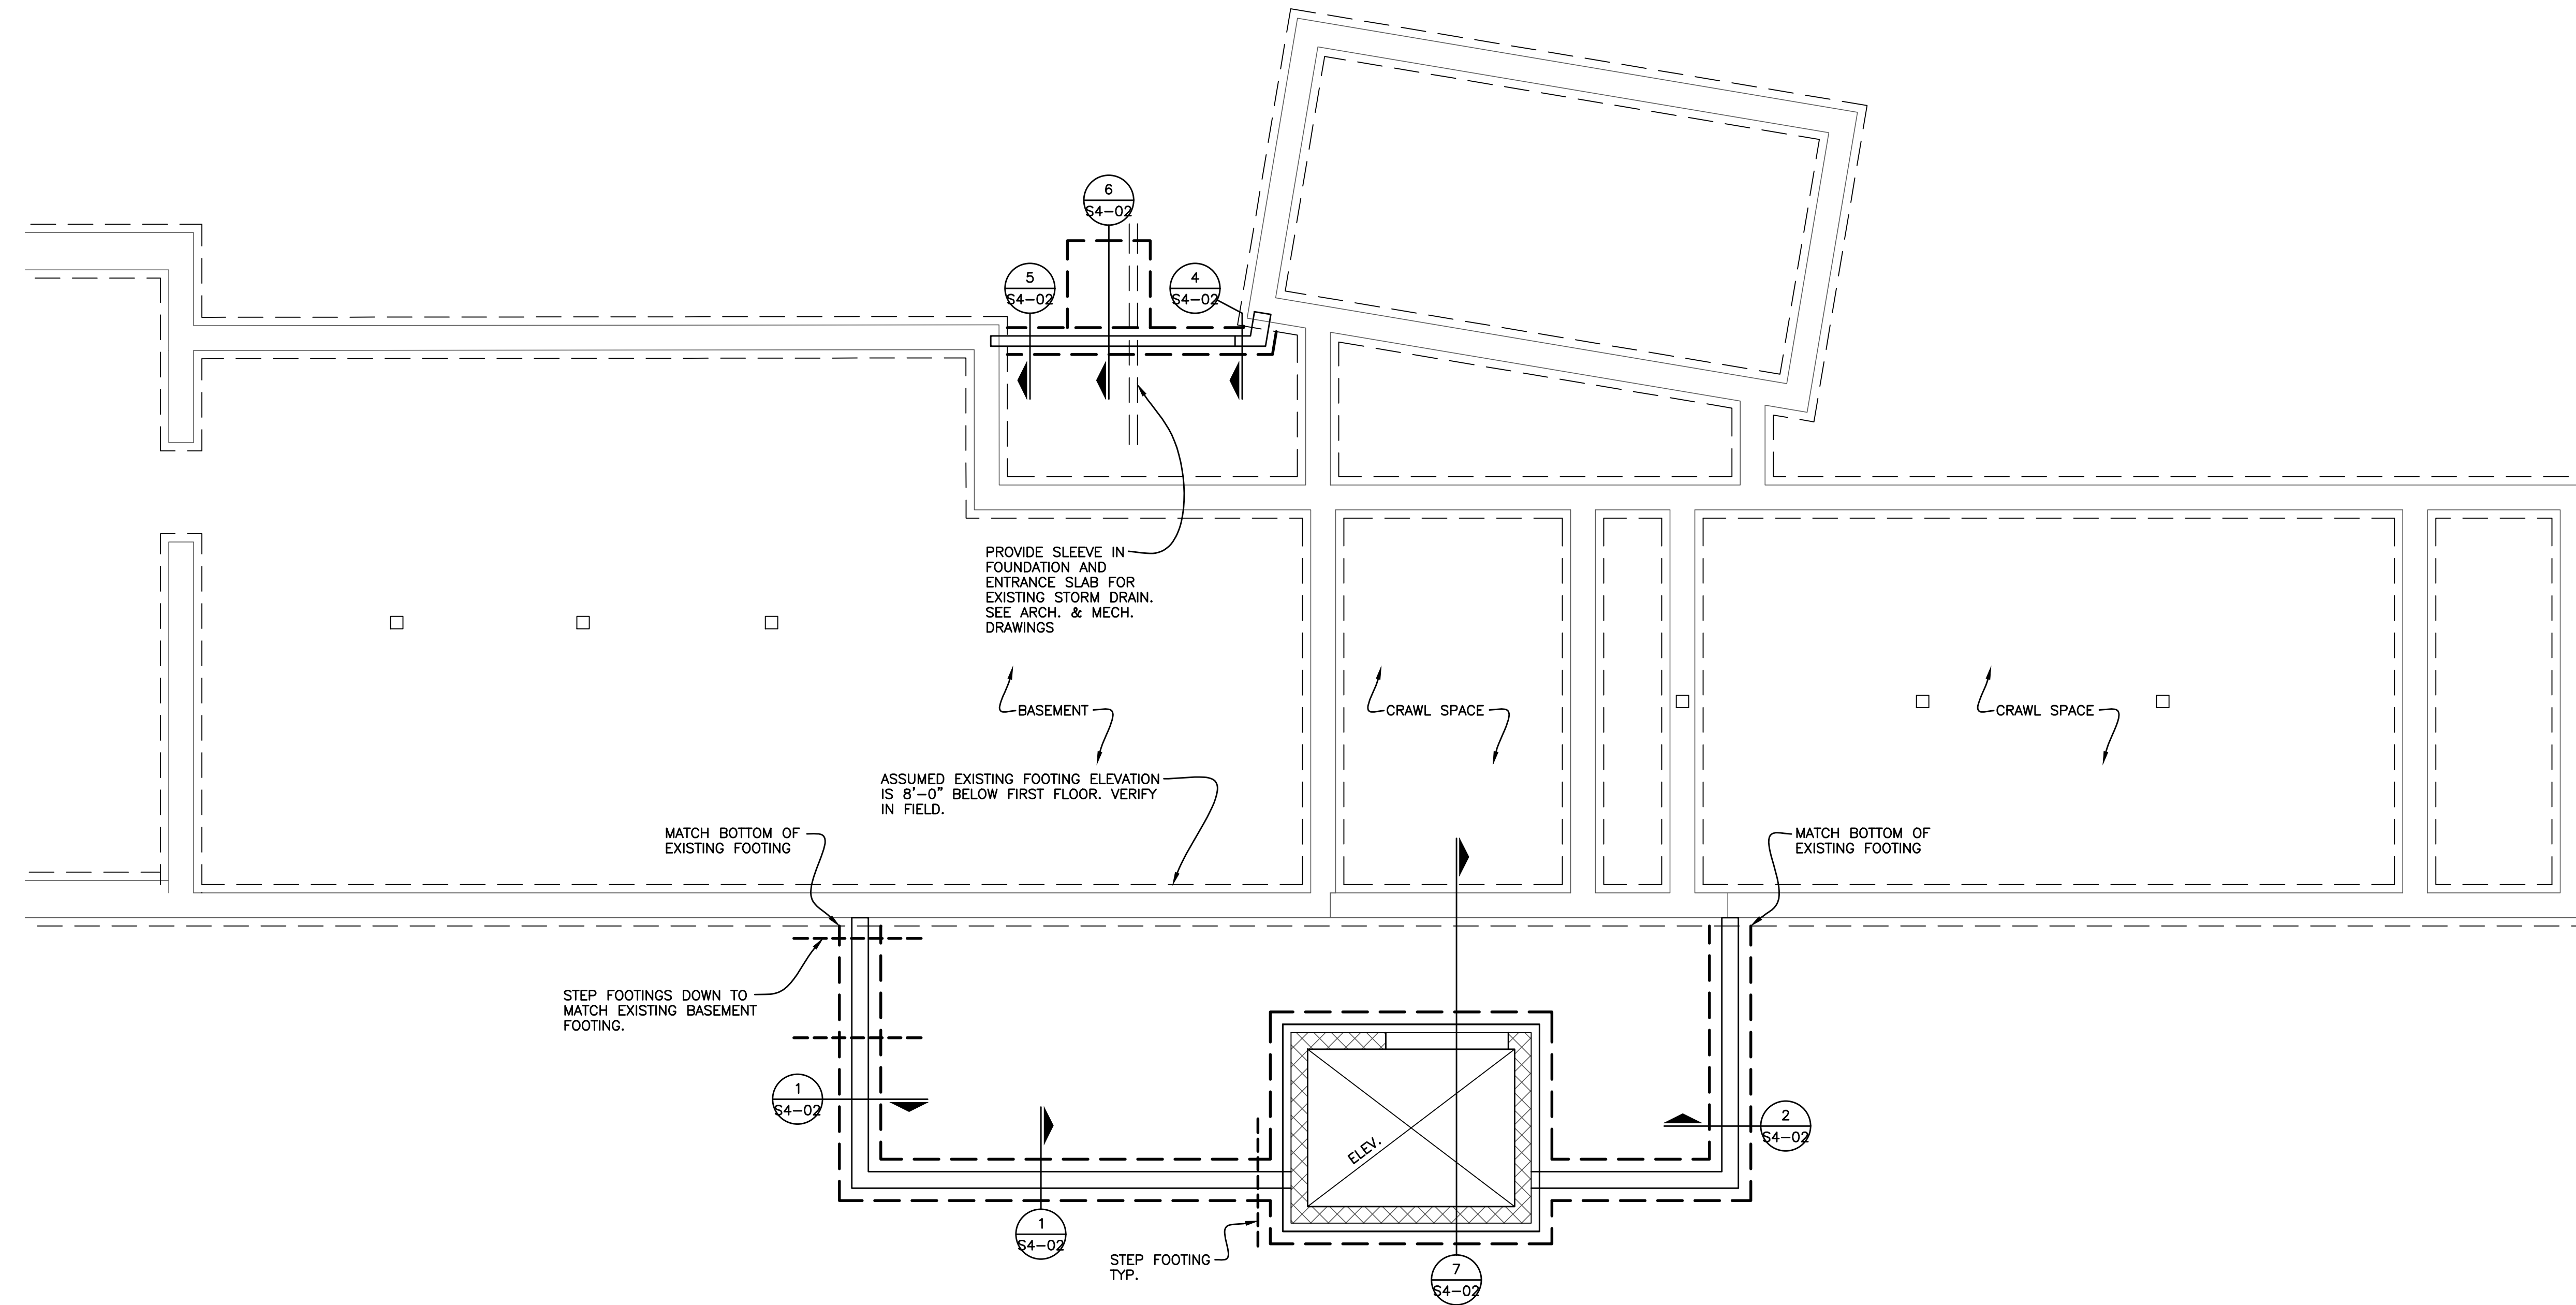 6
S4-02
5
S4-02
4
S4-02
PROVIDE SLEEVE IN
FOUNDATION AND
ENTRANCE SLAB FOR
EXISTING STORM DRAIN.
SEE ARCH. & MECH.
DRAWINGS
BASEMENT
CRAWL SPACE
CRAWL SPACE
ASSUMED EXISTING FOOTING ELEVATION
IS 8'-0" BELOW FIRST FLOOR. VERIFY
IN FIELD.
MATCH BOTTOM OF
EXISTING FOOTING
MATCH BOTTOM OF
EXISTING FOOTING
STEP FOOTINGS DOWN TO
MATCH EXISTING BASEMENT
FOOTING.
1
S4-02
2
S4-02
ELEV.
1
S4-02
STEP FOOTING
TYP.
7
S4-02